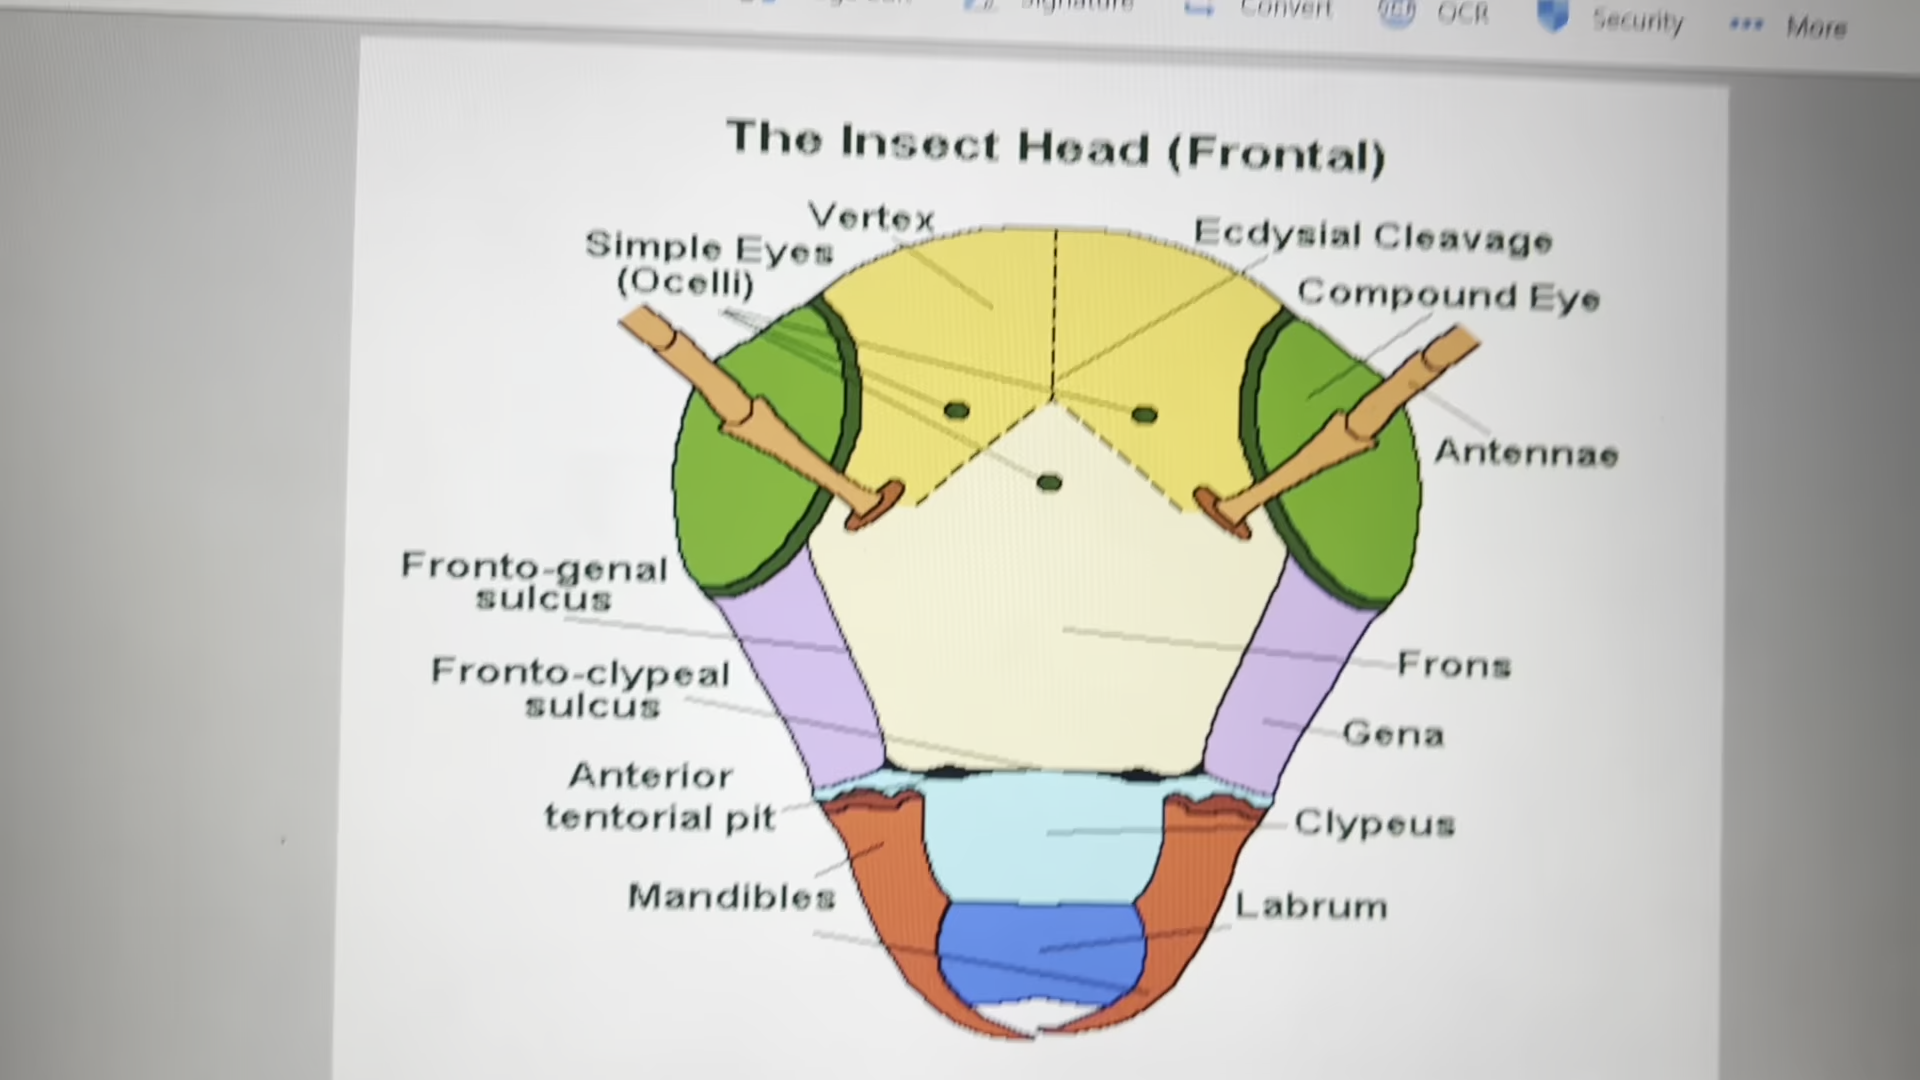 Signature
Convert
OCR
Security
More
The Insect Head (Frontal)
Vertex
Simple Eyes
(Ocelli)
Ecdysial Cleavage
Compound Eye
Antennae
Fronto-genal
sulcus
Fronto-clypeal
sulcus
Frons
Gena
Anterior
tentorial pit
Clypeus
Mandibles
Labrum